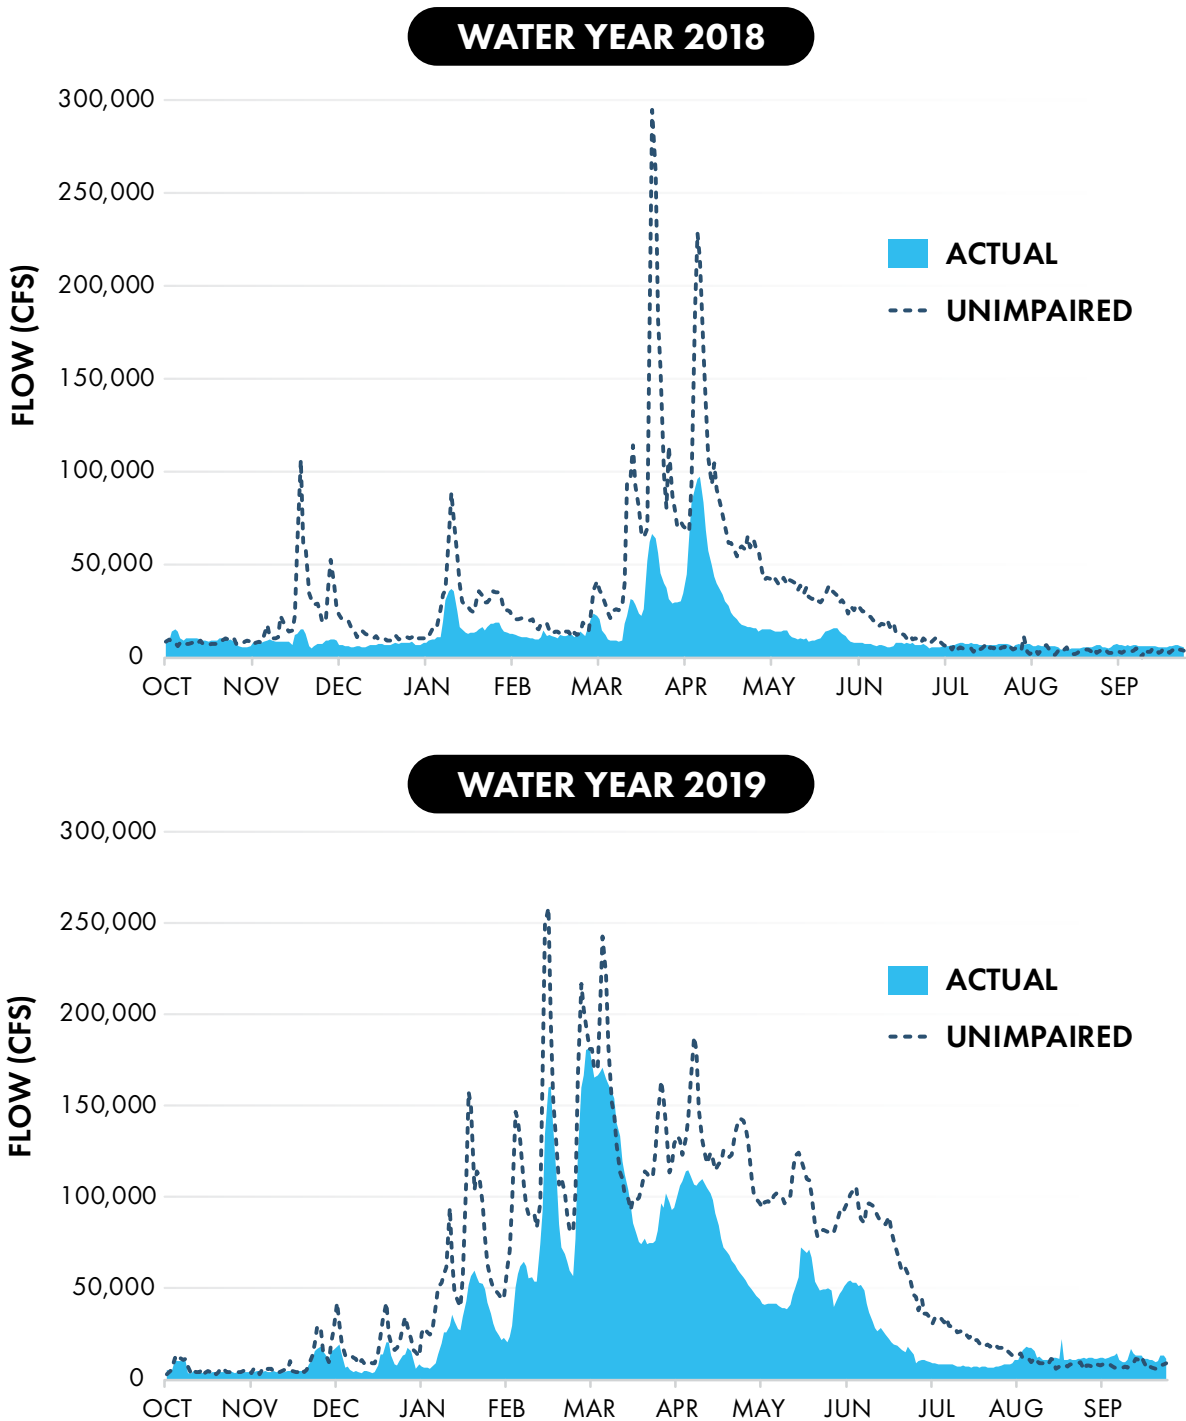 WATER YEAR 2018
FLOW (CFS)
300,000
250,000
200,000
150,000
100,000
50,000
0
ACTUAL
UNIMPAIRED
OCT NOV DEC JAN FEB MAR APR MAY JUN JUL AUG SEP
WATER YEAR 2019
FLOW (CFS)
300,000
250,000
200,000
150,000
100,000
50,000
0
ACTUAL
UNIMPAIRED
OCT NOV DEC JAN FEB MAR APR MAY JUN JUL AUG SEP